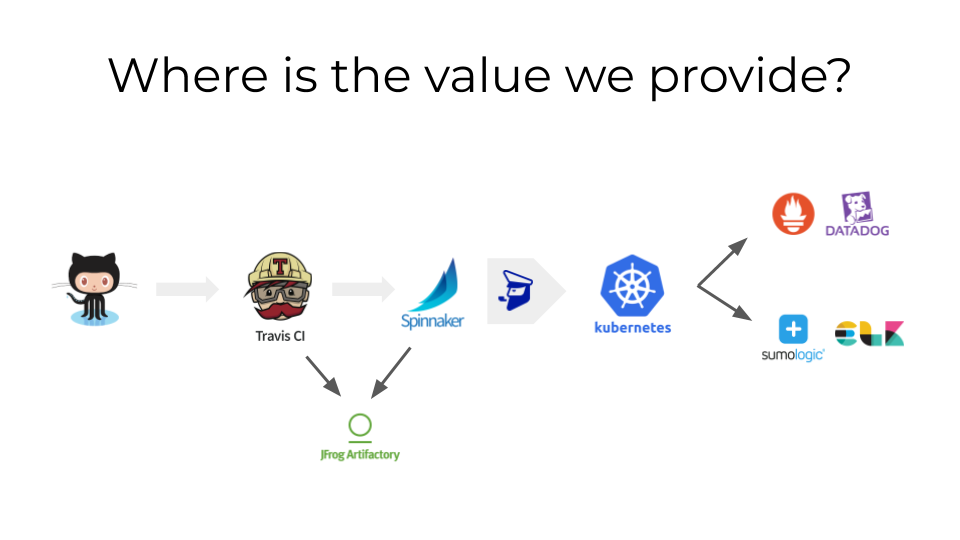 Where is the value we provide?
DATADOG
T
Travis CI
Spinnaker
kubernetes
sumologic
JFrog Artifactory